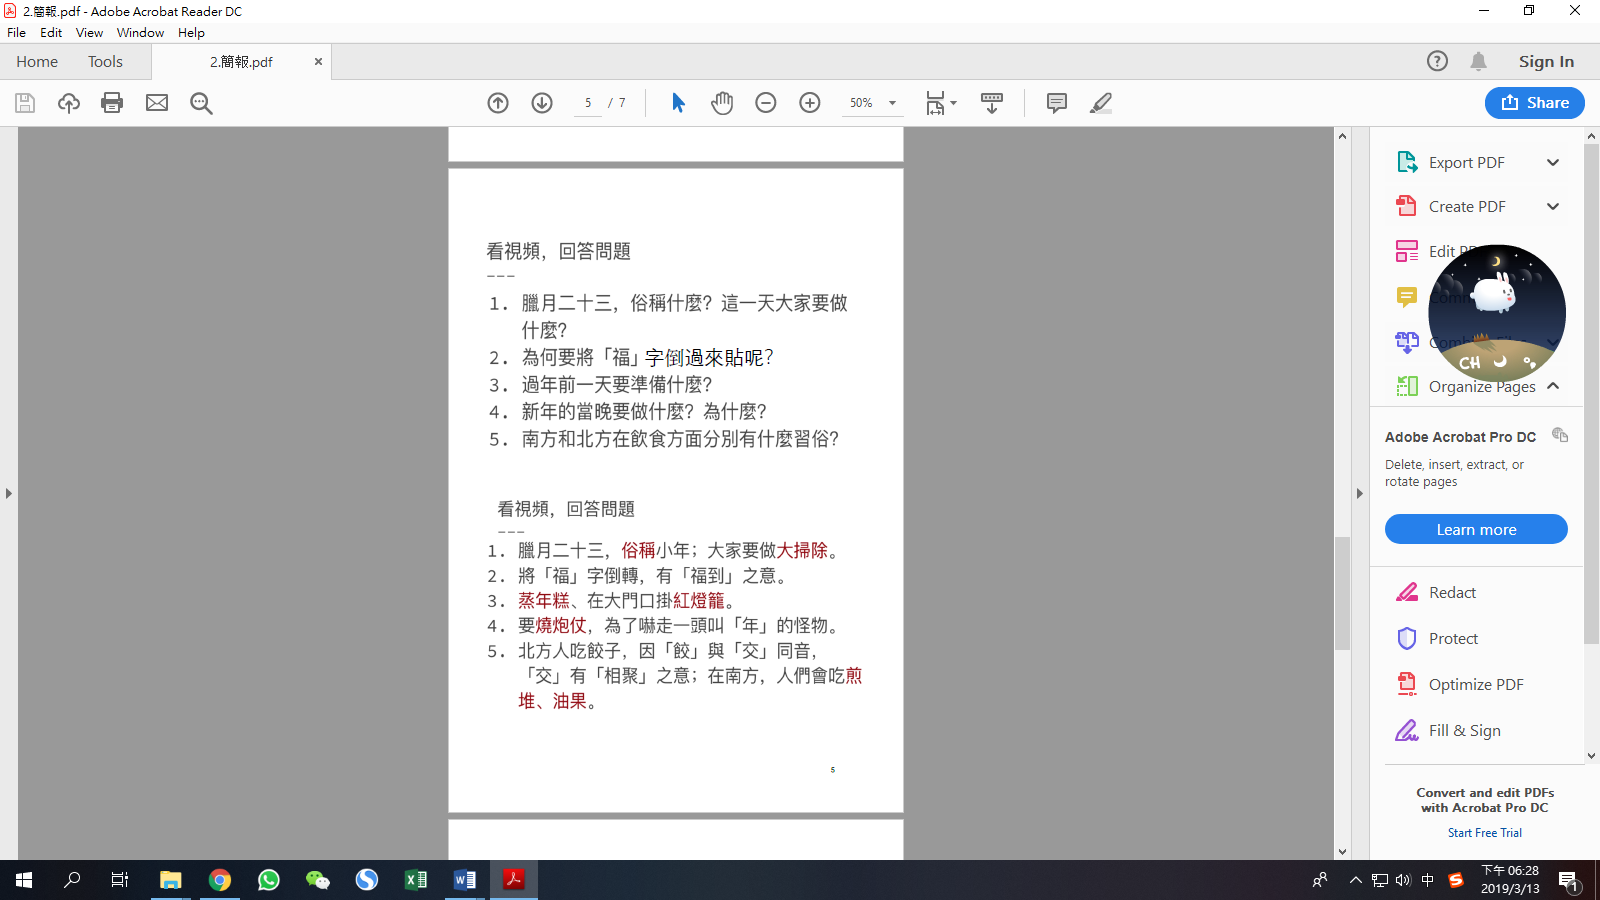 2.簡報.pdf - Adobe Acrobat Reader DC
File Edit View Window Help
Home Tools 2.簡報.pdf × Sign In
5 / 7 50% Share
看視頻，回答問題
---
1. 臘月二十三，俗稱什麼？這一天大家要做
什麼？
2. 為何要將「福」字倒過來貼呢？
3. 過年前一天要準備什麼？
4. 新年的當晚要做什麼？為什麼？
5. 南方和北方在飲食方面分別有什麼習俗？
看視頻，回答問題
---
1. 臘月二十三，俗稱小年；大家要做大掃除。
2. 將「福」字倒轉，有「福到」之意。
3. 蒸年糕、在大門口掛紅燈籠。
4. 要燒炮仗，為了嚇走一頭叫「年」的怪物。
5. 北方人吃餃子，因「餃」與「交」同音，
「交」有「相聚」之意；在南方，人們會吃煎
堆、油果。
5
Export PDF
Create PDF
Edit
CH
Organize Pages
Adobe Acrobat Pro DC
Delete, insert, extract, or
rotate pages
Learn more
Redact
Protect
Optimize PDF
Fill & Sign
Convert and edit PDFs
with Acrobat Pro DC
Start Free Trial
中 下午 06:28
2019/3/13 1